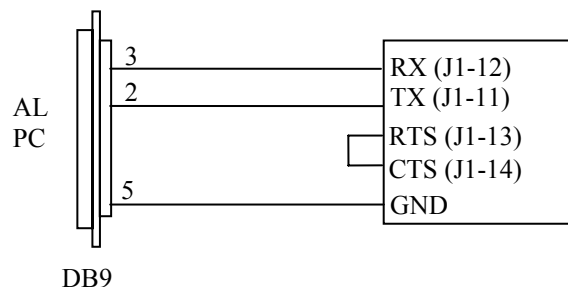 3
RX (J1-12)
2
TX (J1-11)
AL
PC
RTS (J1-13)
CTS (J1-14)
5
GND
DB9